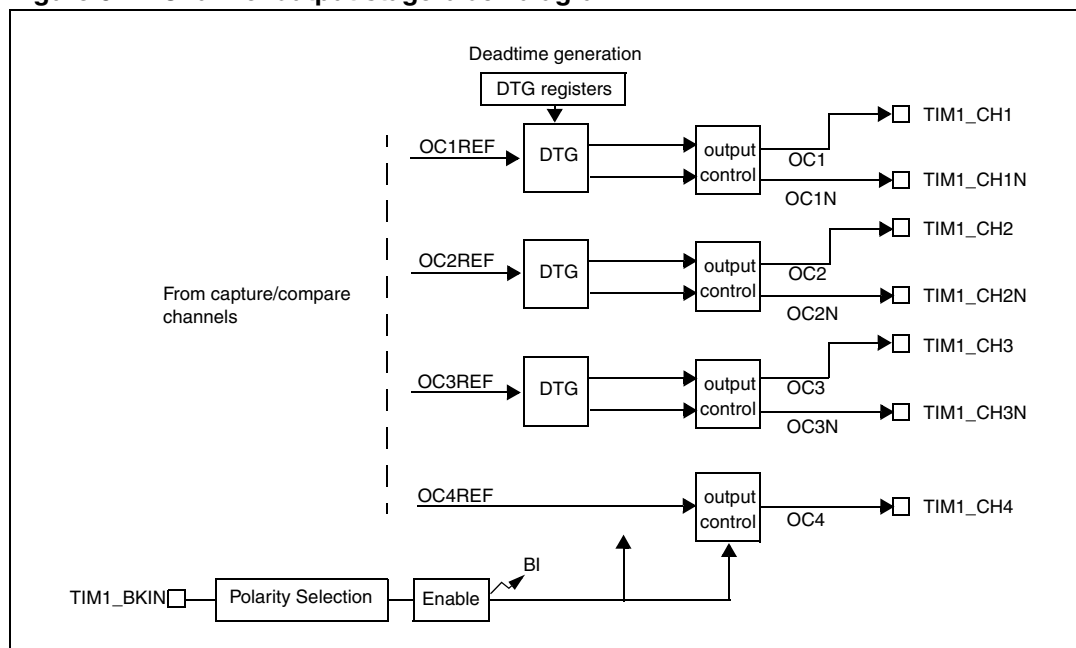 Deadtime generation
DTG registers
OC1REF
DTG
output
control
OC1
OC1N
TIM1_CH1
TIM1_CH1N
OC2REF
DTG
output
control
OC2
OC2N
TIM1_CH2
TIM1_CH2N
From capture/compare
channels
OC3REF
DTG
output
control
OC3
OC3N
TIM1_CH3
TIM1_CH3N
OC4REF
output
control
OC4
TIM1_CH4
TIM1_BKIN
Polarity Selection
Enable
BI